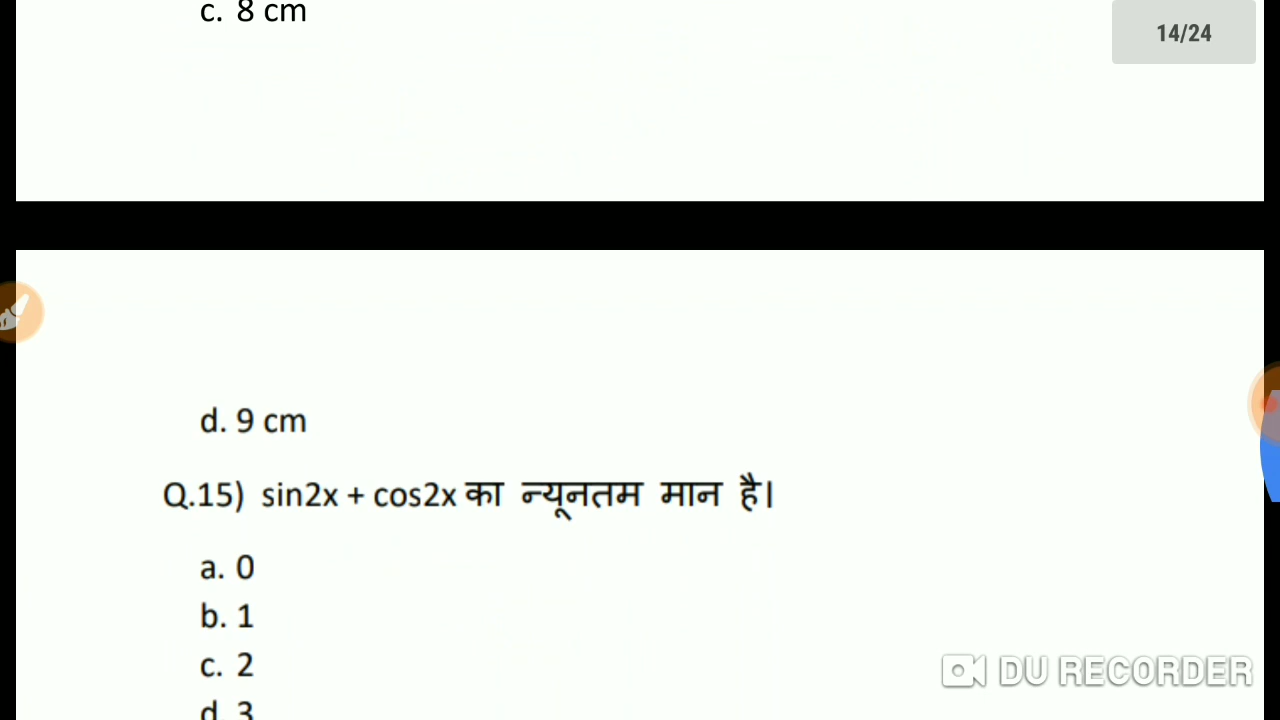 c. 8 cm
14/24
d. 9 cm
Q.15) sin2x + cos2x का न्यूनतम मान है।
a. 0
b. 1
c. 2
d. 3
DU RECORDER